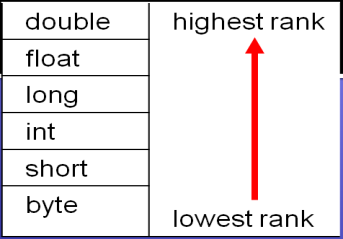 double highest rank
float
long
int
short
byte
lowest rank